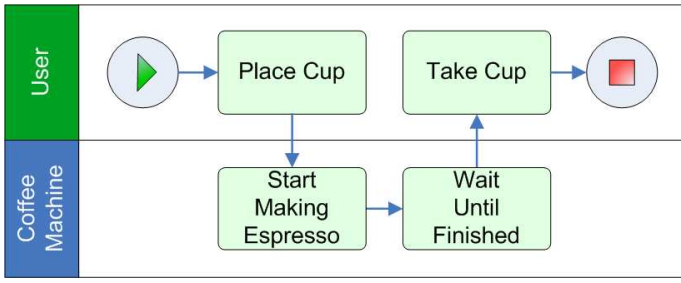 User
Place Cup
Take Cup
Coffee
Machine
Start
Making
Espresso
Wait
Until
Finished